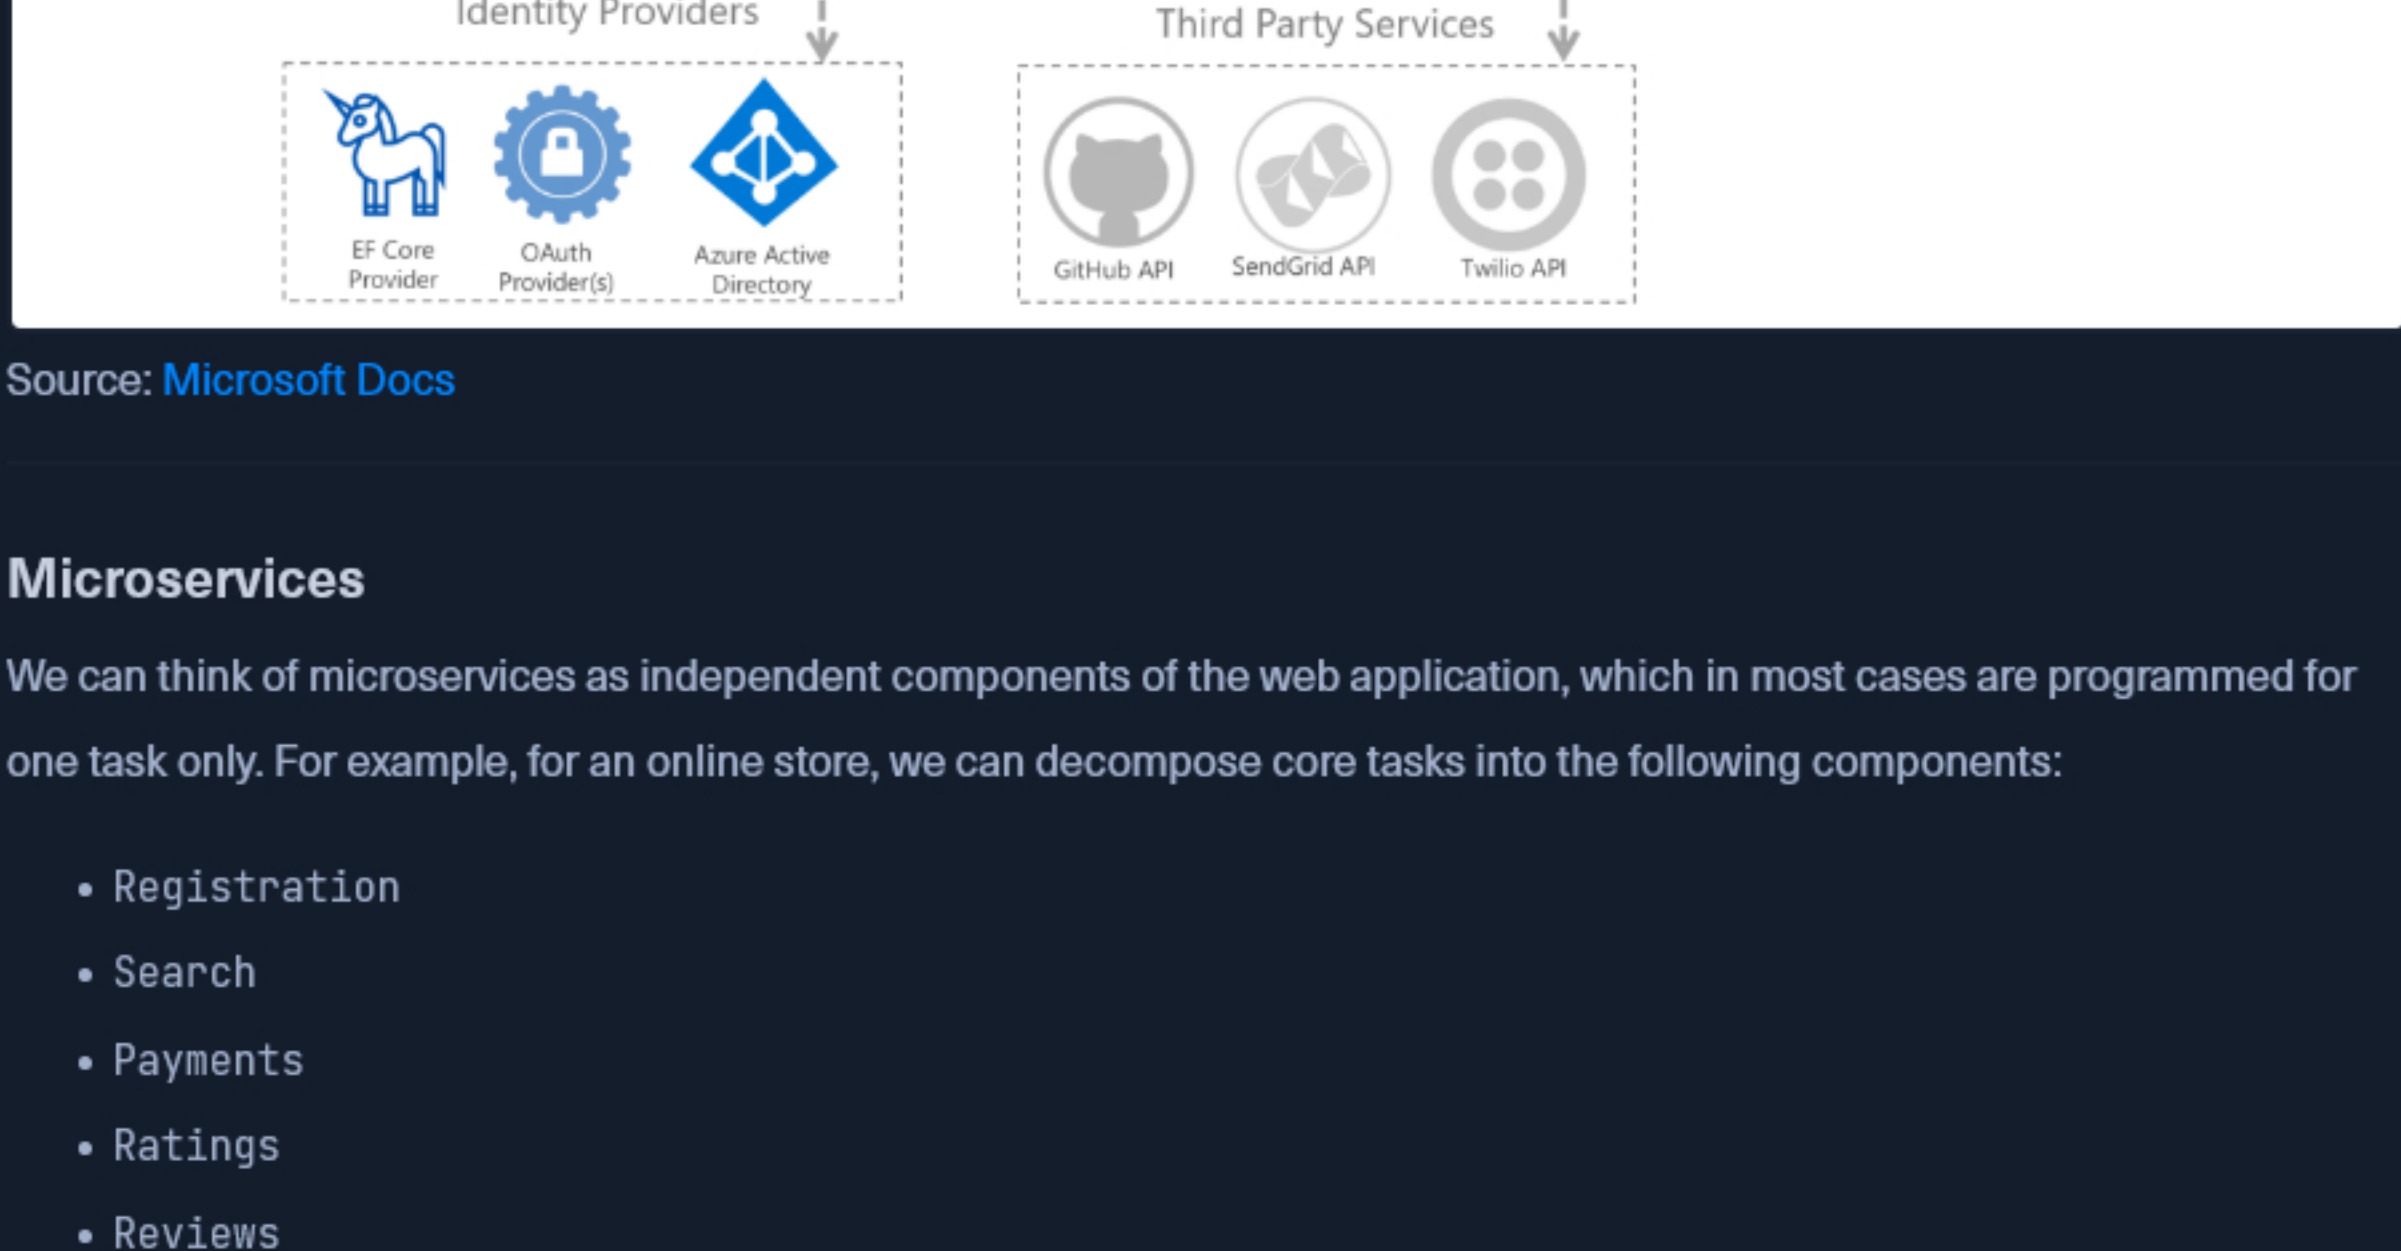 Identity Providers
Third Party Services
EF Core
Provider
OAuth
Provider(s)
Azure Active
Directory
GitHub API
SendGrid API
Twilio API
Source: Microsoft Docs
Microservices
We can think of microservices as independent components of the web application, which in most cases are programmed for
one task only. For example, for an online store, we can decompose core tasks into the following components:
• Registration
• Search
• Payments
• Ratings
• Reviews